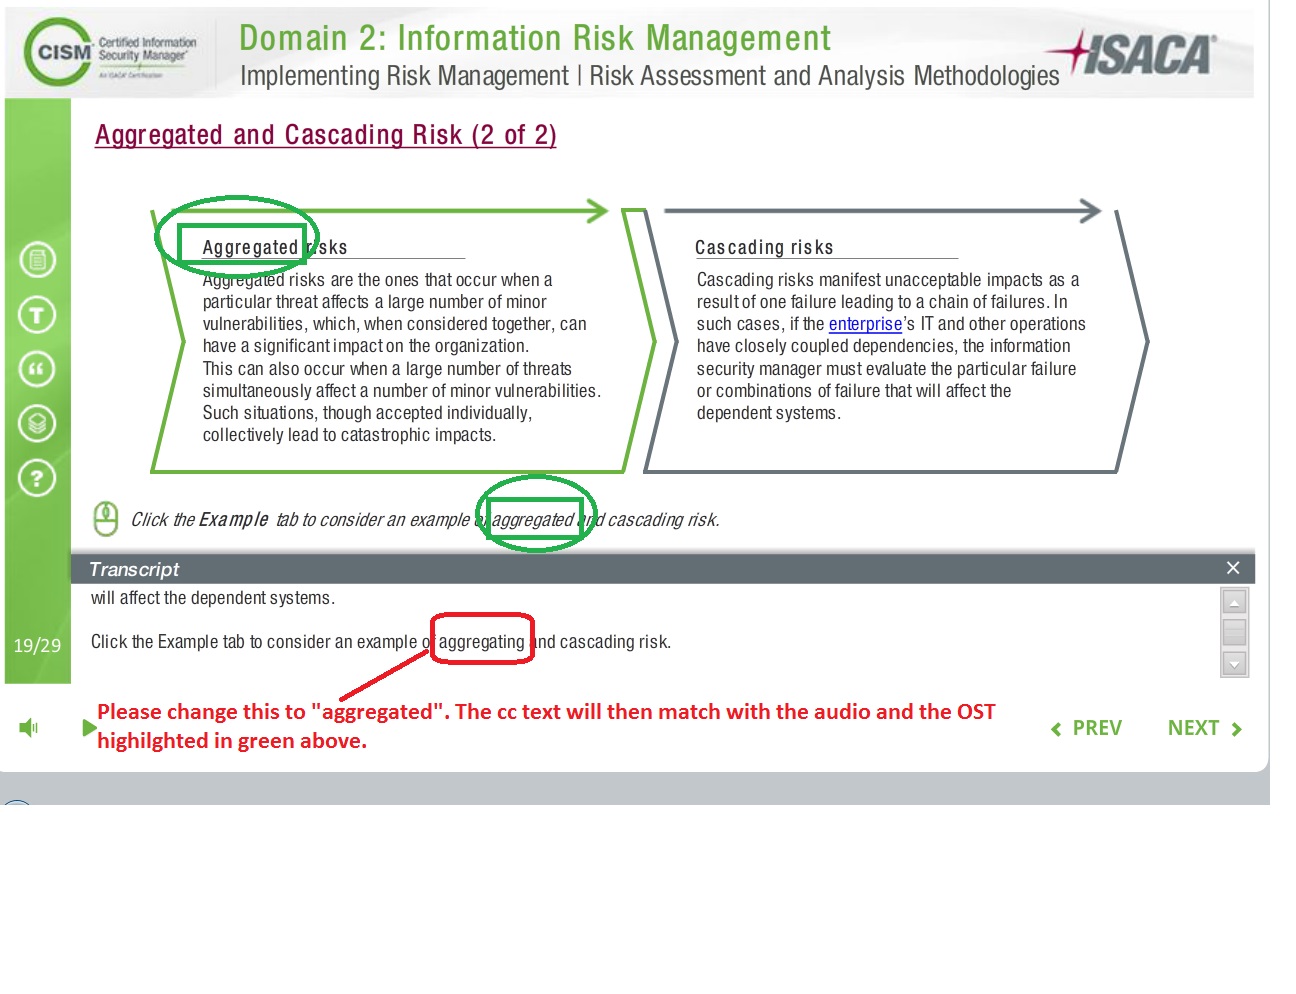 CISM® Certified Information
Security Manager®
An ISACA® Certification
Domain 2: Information Risk Management
Implementing Risk Management | Risk Assessment and Analysis Methodologies
ISACA®
Aggregated and Cascading Risk (2 of 2)
Aggregated risks
Aggregated risks are the ones that occur when a
particular threat affects a large number of minor
vulnerabilities, which, when considered together, can
have a significant impact on the organization.
This can also occur when a large number of threats
simultaneously affect a number of minor vulnerabilities.
Such situations, though accepted individually,
collectively lead to catastrophic impacts.
Cascading risks
Cascading risks manifest unacceptable impacts as a
result of one failure leading to a chain of failures. In
such cases, if the enterprise's IT and other operations
have closely coupled dependencies, the information
security manager must evaluate the particular failure
or combinations of failure that will affect the
dependent systems.
Click the Example tab to consider an example of aggregated and cascading risk.
Transcript
will affect the dependent systems.
Click the Example tab to consider an example of aggregating and cascading risk.
19/29
Please change this to "aggregated". The cc text will then match with the audio and the OST
highilghted in green above.
PREV
NEXT